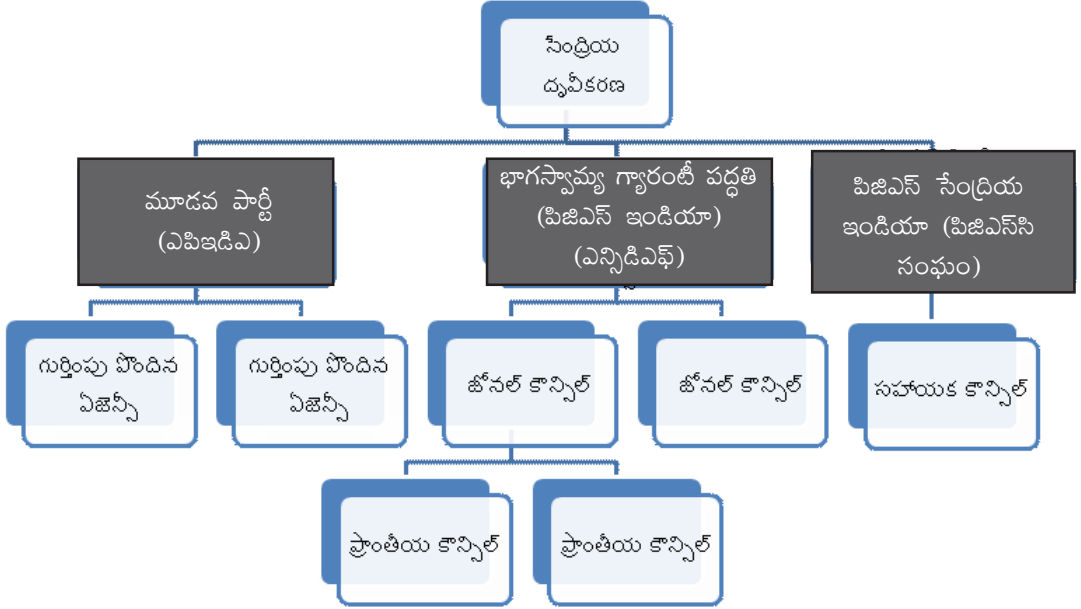 సేంద్రియ
దృవీకరణ
మూడవ పార్టీ
(ఎపిఇడిఎ)
భాగస్వామ్య గ్యారంటీ పద్ధతి
(పిజిఎస్ ఇండియా)
(ఎన్సిడిఎఫ్)
పిజిఎస్ సేంద్రియ
ఇండియా (పిజిఎస్‌సి
సంఘం)
గుర్తింపు పొందిన
ఏజెన్సీ
గుర్తింపు పొందిన
ఏజెన్సీ
జోనల్ కౌన్సిల్
జోనల్ కౌన్సిల్
సహాయక కౌన్సిల్
ప్రాంతీయ కౌన్సిల్
ప్రాంతీయ కౌన్సిల్